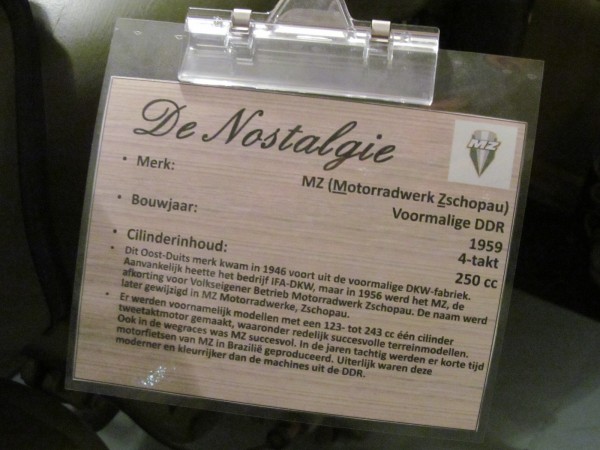 De Nostalgie
MZ
• Merk:
MZ (Motorradwerk Zschopau)
Voormalige DDR
• Bouwjaar:
1959
4-takt
• Cilinderinhoud:
250 cc
• Dit Oost-Duits merk kwam in 1946 voort uit de voormalige DKW-fabriek.
Aanvankelijk heette het bedrijf IFA-DKW, maar in 1956 werd het MZ, de
afkorting voor Volkseigener Betrieb Motorradwerk Zschopau. De naam werd
later gewijzigd in MZ Motorradwerke, Zschopau.
• Er werden voornamelijk modellen met een 123- tot 243 cc één cilinder
tweetaktmotor gemaakt, waaronder redelijk succesvolle terreinmodellen.
Ook in de wegraces was MZ succesvol. In de jaren tachtig werden er korte tijd
motorfietsen van MZ in Brazilië geproduceerd. Uiterlijk waren deze
moderner en kleurrijker dan de machines uit de DDR.